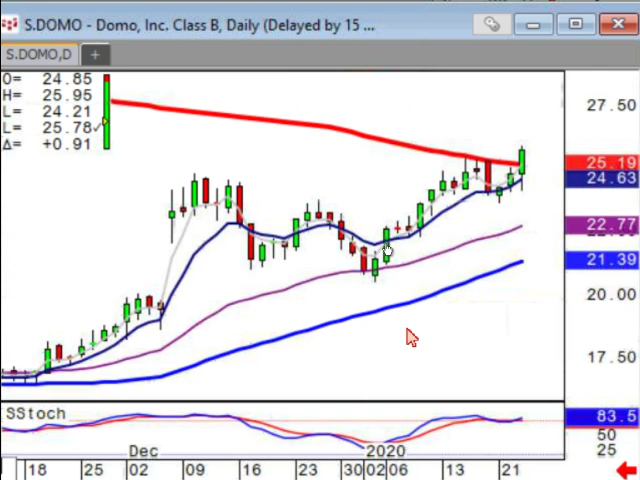 S.DOMO - Domo, Inc. Class B, Daily (Delayed by 15 ...
S.DOMO,D
+
O= 24.85
H= 25.95
L= 24.21
L= 25.78
Δ= +0.91
27.50
25.19
24.63
22.77
21.39
20.00
17.50
SStoch
83.5
50
25
Dec
2020
18
25
02
09
16
23
30
02
06
13
21